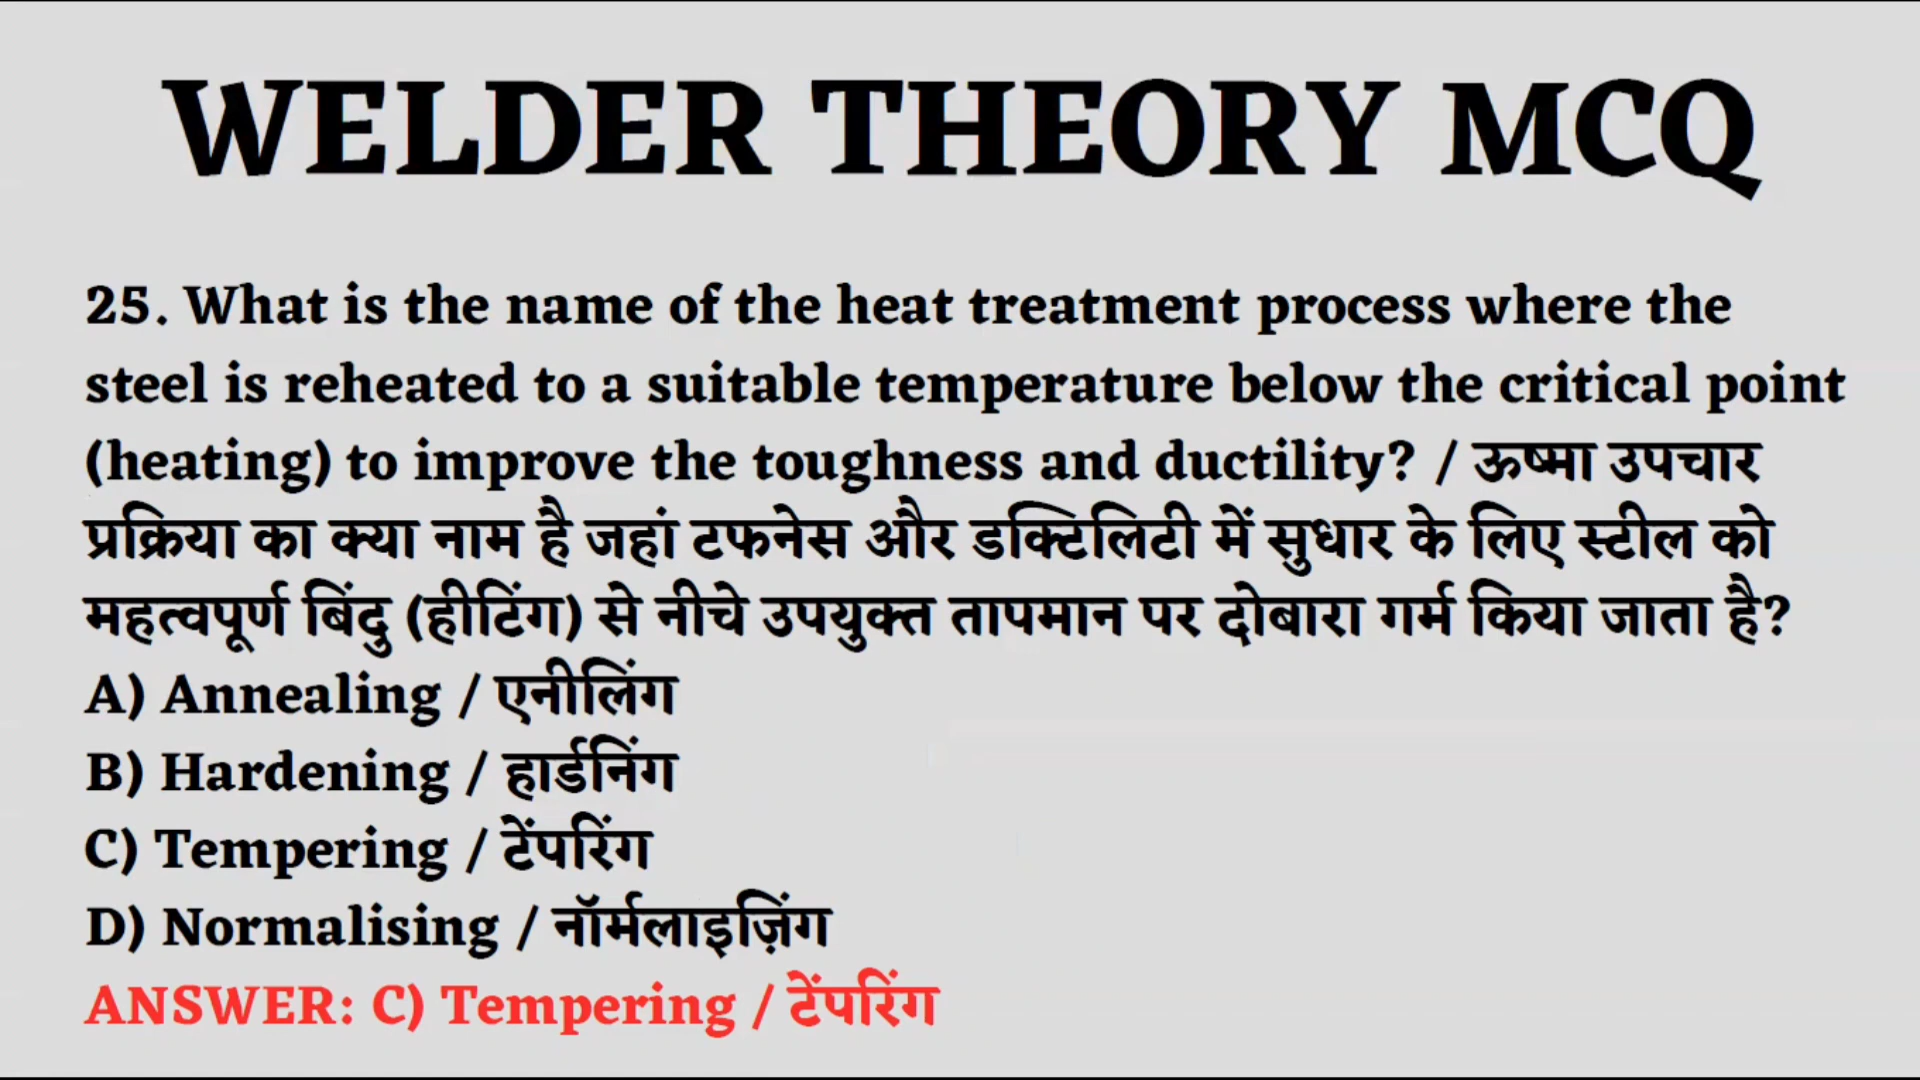 WELDER THEORY MCQ
25. What is the name of the heat treatment process where the
steel is reheated to a suitable temperature below the critical point
(heating) to improve the toughness and ductility? / ऊष्मा उपचार
प्रक्रिया का क्या नाम है जहां टफनेस और डक्टिलिटी में सुधार के लिए स्टील को
महत्वपूर्ण बिंदु (हीटिंग) से नीचे उपयुक्त तापमान पर दोबारा गर्म किया जाता है?
A) Annealing / एनीलिंग
B) Hardening / हार्डनिंग
C) Tempering / टेंपरिंग
D) Normalising / नॉर्मलाइज़िंग
ANSWER: C) Tempering / टेंपरिंग